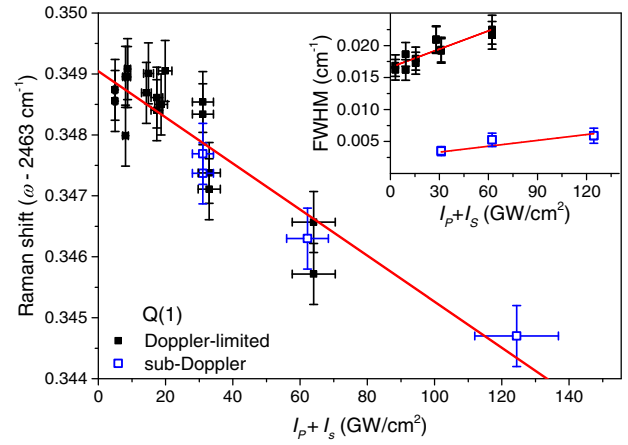 0.350
0.349
0.348
0.347
0.346
0.345
0.344
Raman shift (ω - 2463 cm⁻¹)
0.020
0.015
0.010
0.005
FWHM (cm⁻¹)
0 30 60 90 120
I_P+I_S (GW/cm²)
Q(1)
Doppler-limited
sub-Doppler
0 20 40 60 80 100 120 140
I_P+ I_s (GW/cm²)